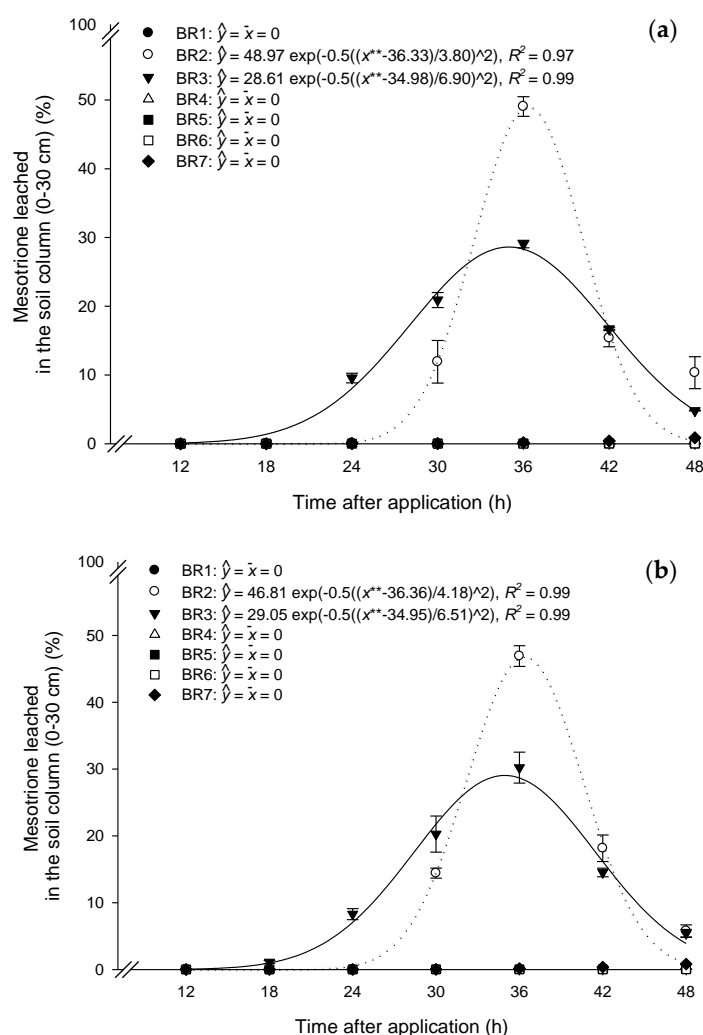 (a)
BR1: ŷ = x̄ = 0
BR2: ŷ = 48.97 exp(-0.5((x**-36.33)/3.80)^2), R² = 0.97
BR3: ŷ = 28.61 exp(-0.5((x**-34.98)/6.90)^2), R² = 0.99
BR4: ŷ = x̄ = 0
BR5: ŷ = x̄ = 0
BR6: ŷ = x̄ = 0
BR7: ŷ = x̄ = 0
Mesotrione leached
in the soil column (0-30 cm) (%)
100
50
40
30
20
10
0
12 18 24 30 36 42 48
Time after application (h)
(b)
BR1: ŷ = x̄ = 0
BR2: ŷ = 46.81 exp(-0.5((x**-36.36)/4.18)^2), R² = 0.99
BR3: ŷ = 29.05 exp(-0.5((x**-34.95)/6.51)^2), R² = 0.99
BR4: ŷ = x̄ = 0
BR5: ŷ = x̄ = 0
BR6: ŷ = x̄ = 0
BR7: ŷ = x̄ = 0
Mesotrione leached
in the soil column (0-30 cm) (%)
100
50
40
30
20
10
0
12 18 24 30 36 42 48
Time after application (h)